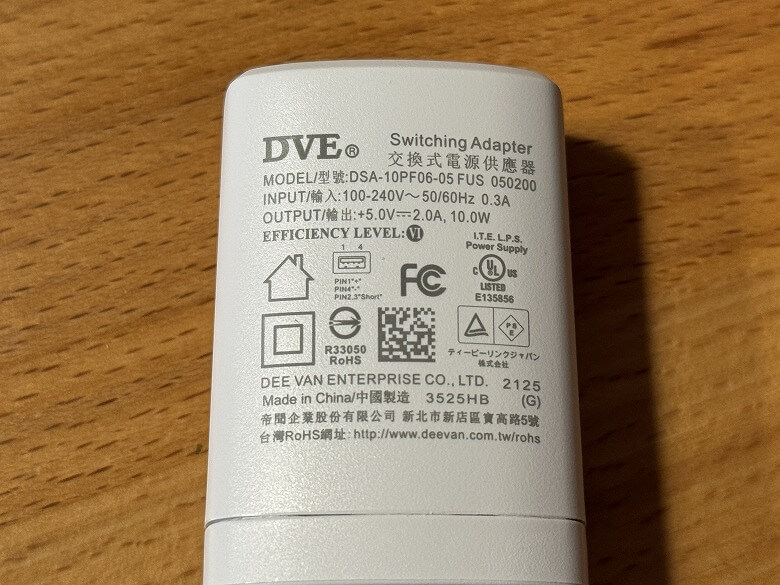 DVE® Switching Adapter
交換式電源供應器
MODEL/型號:DSA-10PF06-05 FUS 050200
INPUT/輸入:100-240V～50/60Hz 0.3A
OUTPUT/輸出:+5.0V⎓2.0A, 10.0W
EFFICIENCY LEVEL:Ⅵ
I.T.E. L.P.S.
Power Supply
1 4
PIN1"+"
PIN4"-"
PIN2,3"Short"
FC
c UL US
LISTED
E135856
R33050
RoHS
PS
E
ティーピーリンクジャパン
株式会社
DEE VAN ENTERPRISE CO., LTD. 2125
Made in China/中國製造 3525HB (G)
帝聞企業股份有限公司 新北市新店區寶高路5號
台灣RoHS網址: http://www.deevan.com.tw/rohs